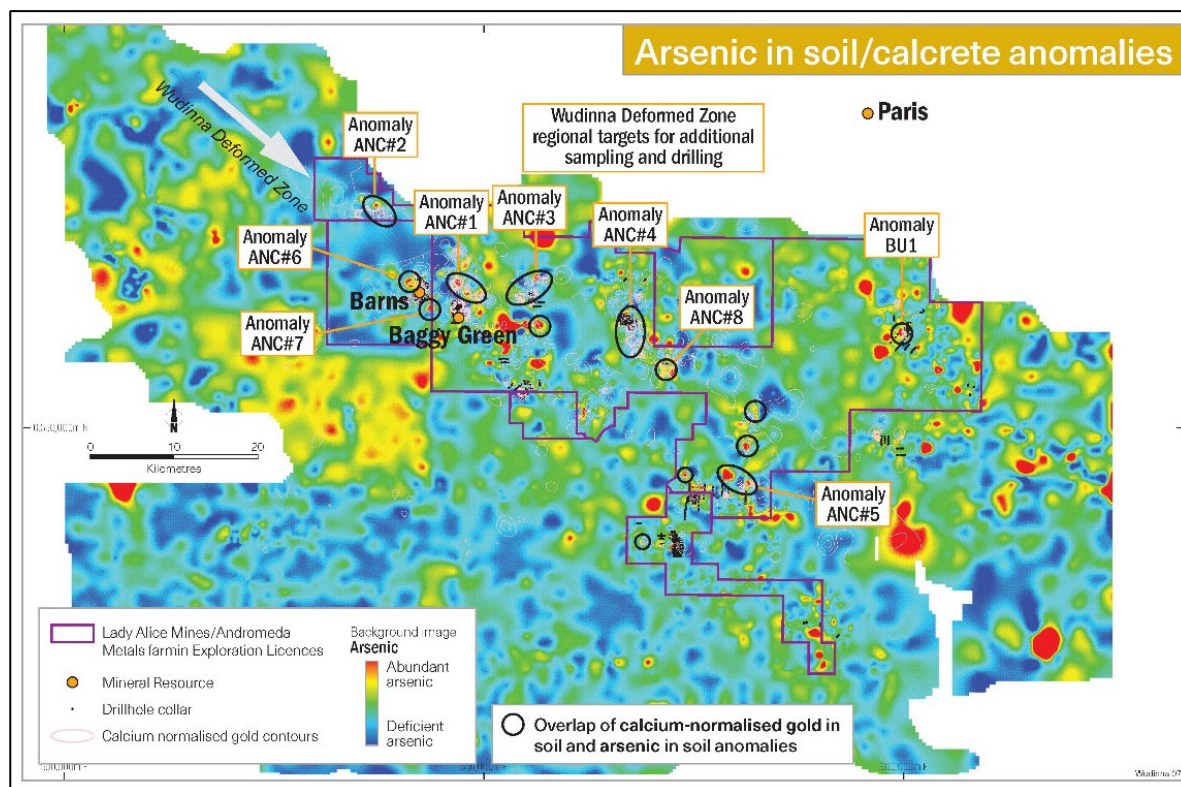 Arsenic in soil/calcrete anomalies
Paris
Wudinna Deformed Zone
Wudinna Deformed Zone
regional targets for additional
sampling and drilling
Anomaly
ANC#2
Anomaly
ANC#1
Anomaly
ANC#3
Anomaly
ANC#4
Anomaly
BU1
Anomaly
ANC#6
Barns
Anomaly
ANC#7
Baggy Green
Anomaly
ANC#8
N
0 10 20
Kilometres
Anomaly
ANC#5
Lady Alice Mines/Andromeda
Metals farmin Exploration Licences
Mineral Resource
Drillhole collar
Calcium normalised gold contours
Background image
Arsenic
Abundant
arsenic
Deficient
arsenic
Overlap of calcium-normalised gold in
soil and arsenic in soil anomalies